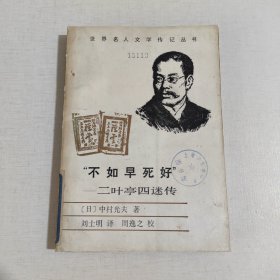 世界名人文学传记丛书
“不如早死好”
——二叶亭四迷传
〔日〕中村光夫 著
刘士明 译 周逸之 校